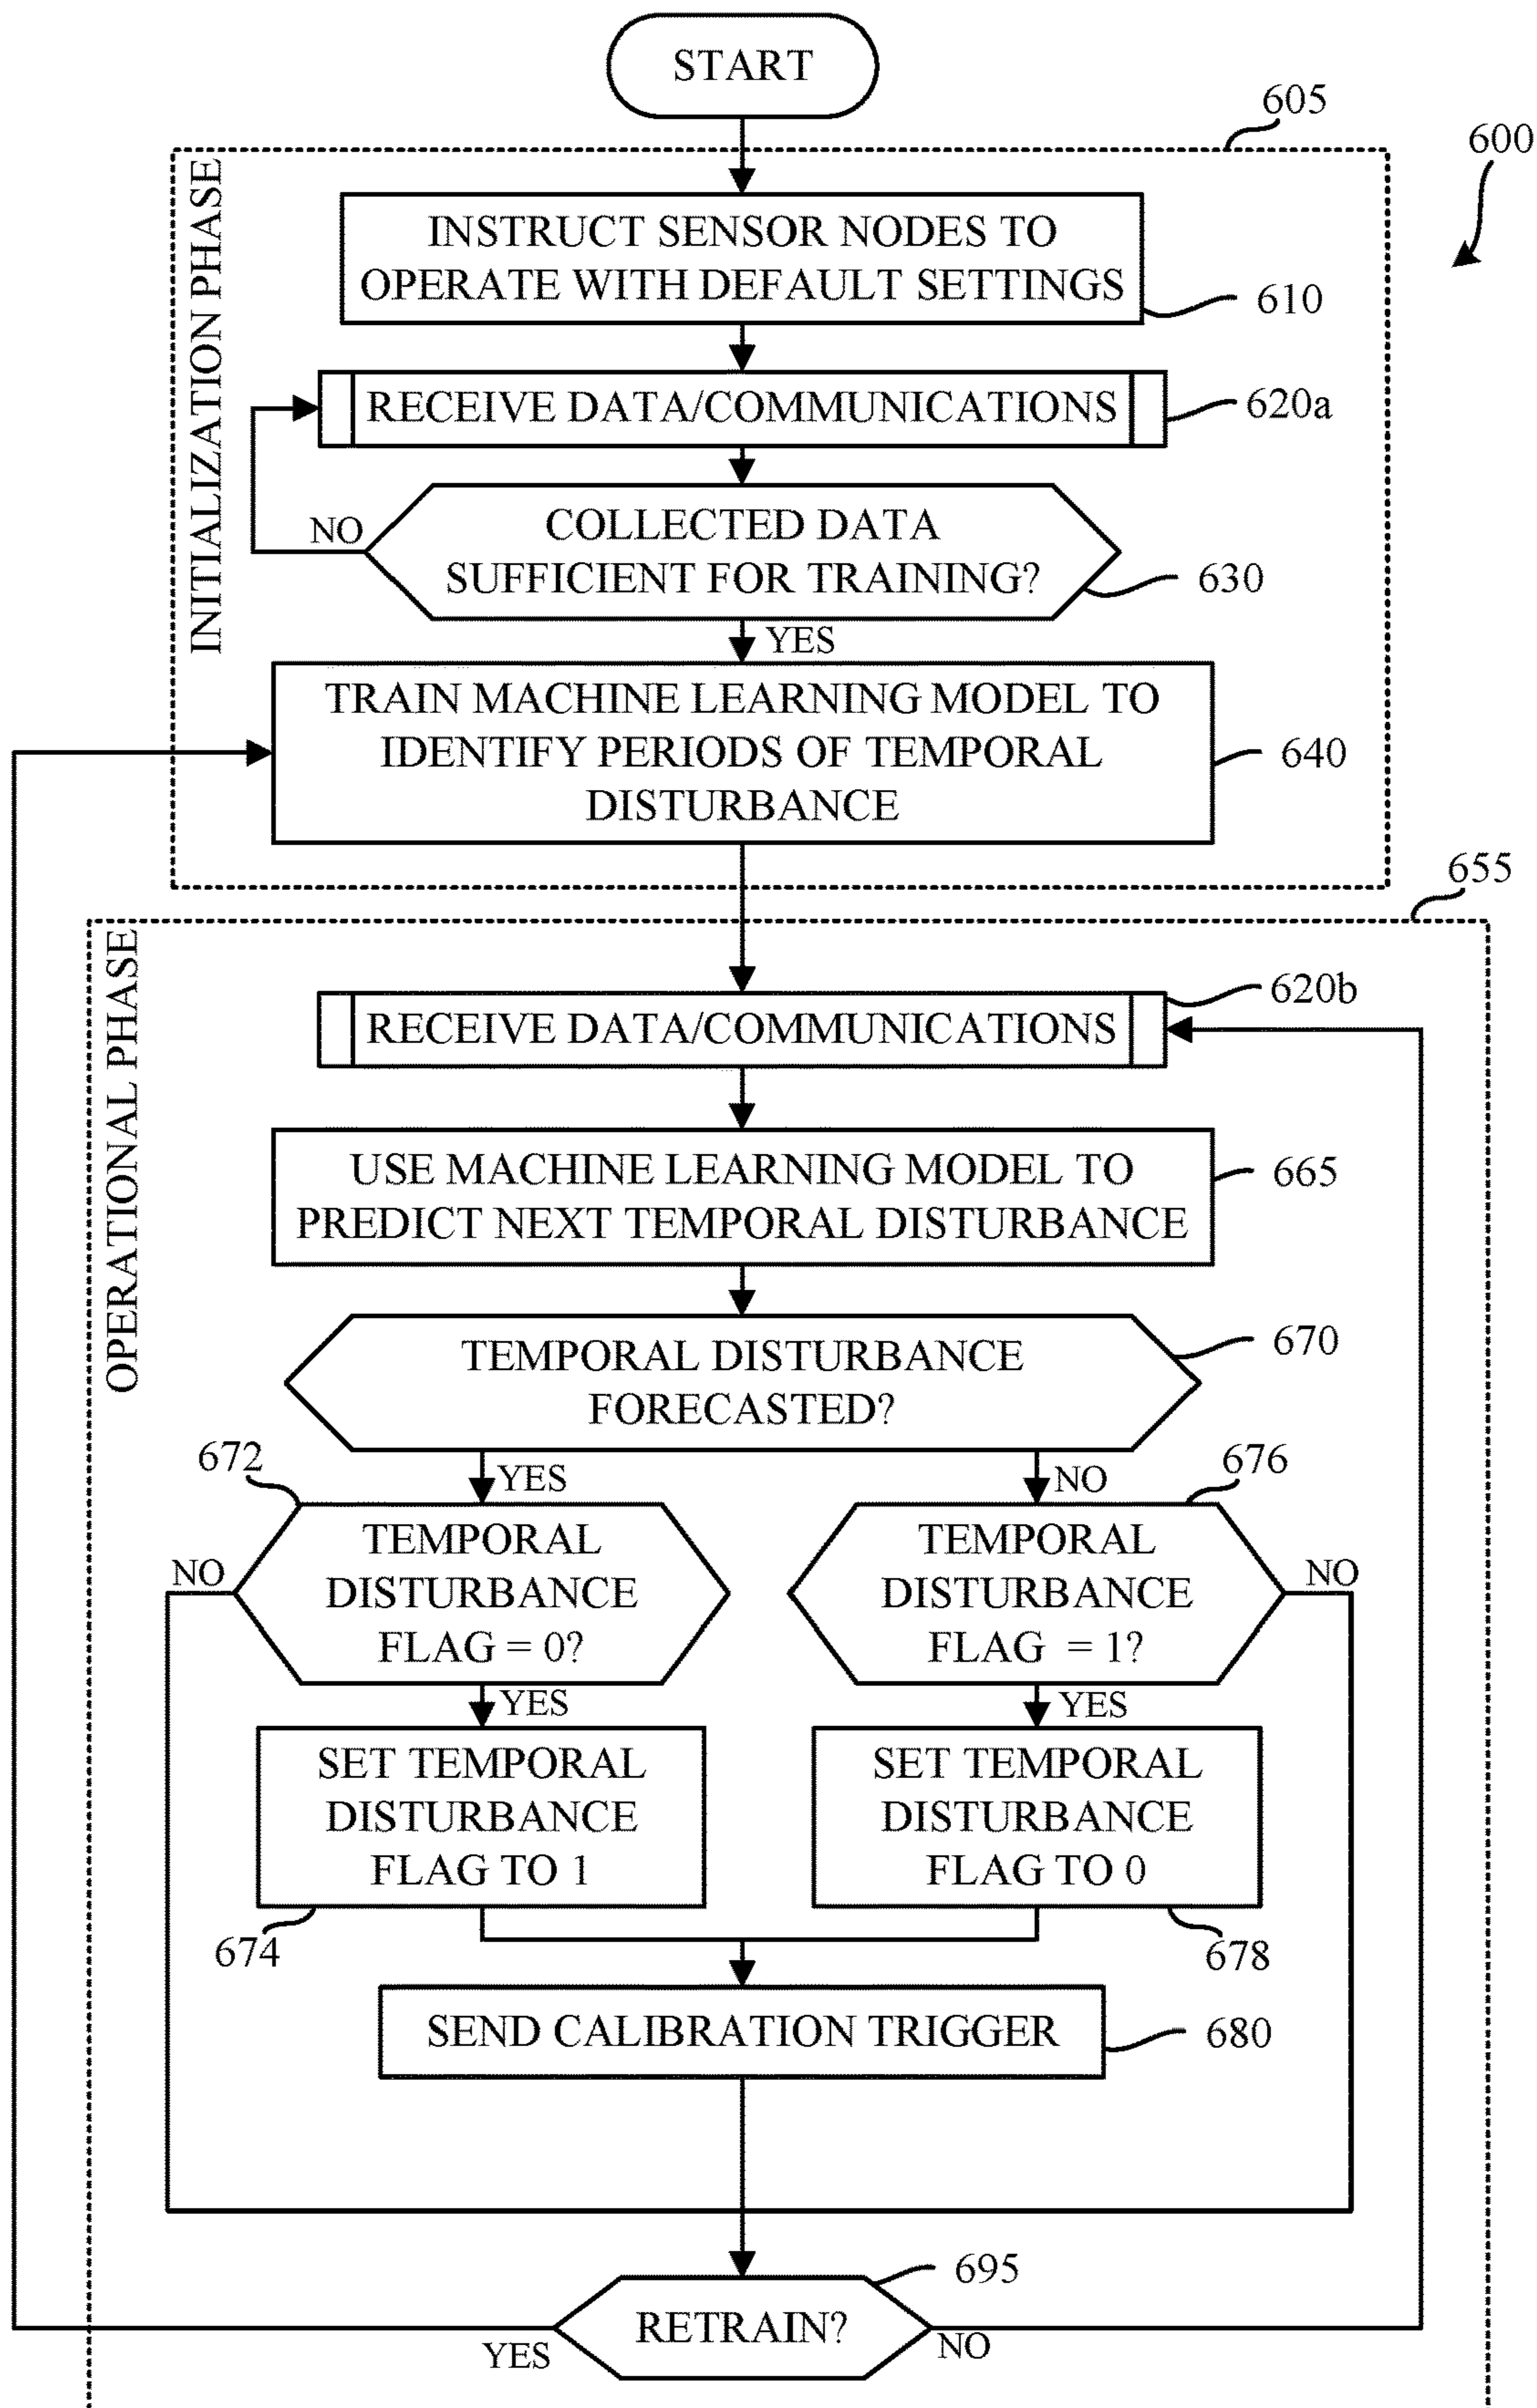 START
605
600
INITIALIZATION PHASE
INSTRUCT SENSOR NODES TO
OPERATE WITH DEFAULT SETTINGS
610
RECEIVE DATA/COMMUNICATIONS
620a
COLLECTED DATA
SUFFICIENT FOR TRAINING?
NO
630
YES
TRAIN MACHINE LEARNING MODEL TO
IDENTIFY PERIODS OF TEMPORAL
DISTURBANCE
640
655
OPERATIONAL PHASE
620b
RECEIVE DATA/COMMUNICATIONS
USE MACHINE LEARNING MODEL TO
PREDICT NEXT TEMPORAL DISTURBANCE
665
TEMPORAL DISTURBANCE
FORECASTED?
670
672
YES
NO
676
TEMPORAL
DISTURBANCE
FLAG = 0?
NO
TEMPORAL
DISTURBANCE
FLAG = 1?
NO
YES
YES
SET TEMPORAL
DISTURBANCE
FLAG TO 1
SET TEMPORAL
DISTURBANCE
FLAG TO 0
674
678
SEND CALIBRATION TRIGGER
680
695
RETRAIN?
YES
NO